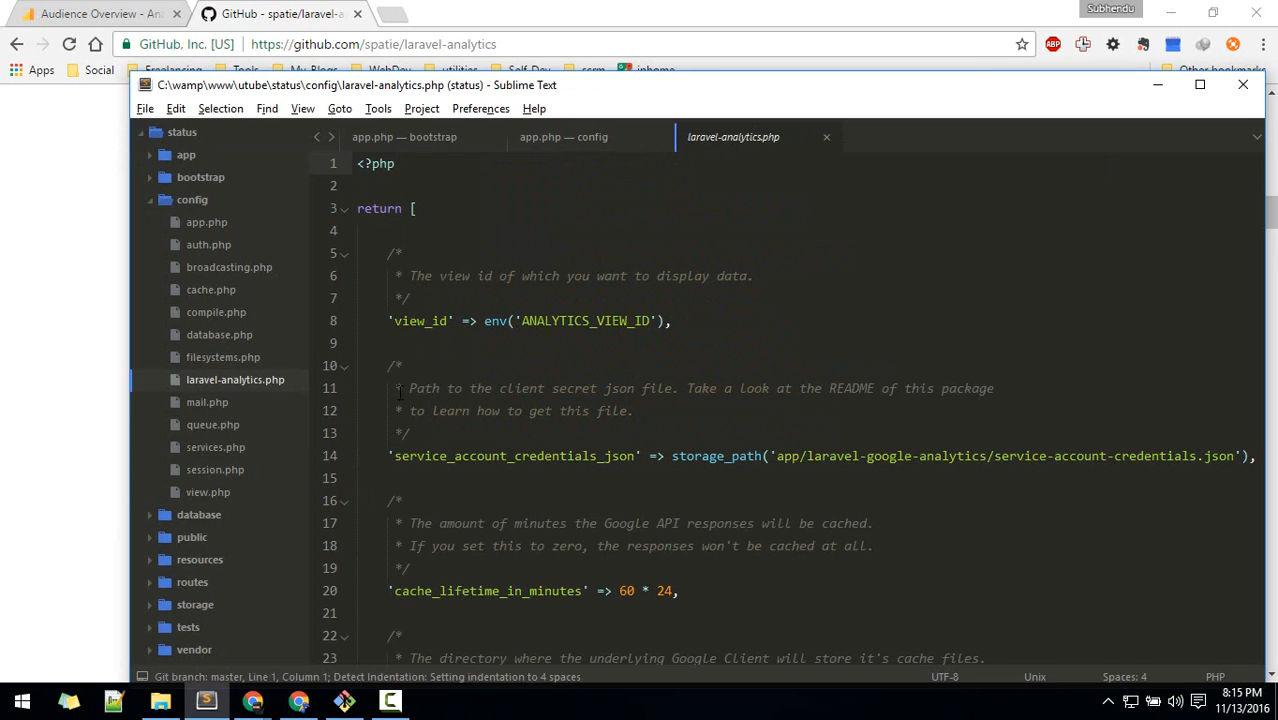 Audience Overview - An
GitHub - spatie/laravel-a
Subhendu
GitHub, Inc. [US]
https://github.com/spatie/laravel-analytics
ABP
Apps
Social
Freelancing
Tools
My Blogs
WebDev
utilities
Self-Dev
ssrm
inhome
Other bookmarks
C:\wamp\www\utube\status\config\laravel-analytics.php (status) - Sublime Text
File Edit Selection Find View Goto Tools Project Preferences Help
status
app
bootstrap
config
app.php
auth.php
broadcasting.php
cache.php
compile.php
database.php
filesystems.php
laravel-analytics.php
mail.php
queue.php
services.php
session.php
view.php
database
public
resources
routes
storage
tests
vendor
app.php — bootstrap
app.php — config
laravel-analytics.php
1 <?php
2
3 return [
4
5 /*
6 * The view id of which you want to display data.
7 */
8 'view_id' => env('ANALYTICS_VIEW_ID'),
9
10 /*
11 * Path to the client secret json file. Take a look at the README of this package
12 * to learn how to get this file.
13 */
14 'service_account_credentials_json' => storage_path('app/laravel-google-analytics/service-account-credentials.json'),
15
16 /*
17 * The amount of minutes the Google API responses will be cached.
18 * If you set this to zero, the responses won't be cached at all.
19 */
20 'cache_lifetime_in_minutes' => 60 * 24,
21
22 /*
23 * The directory where the underlying Google Client will store it's cache files.
Git branch: master, Line 1, Column 1; Detect Indentation: Setting indentation to 4 spaces
UTF-8
Unix
Spaces: 4
PHP
8:15 PM
11/13/2016